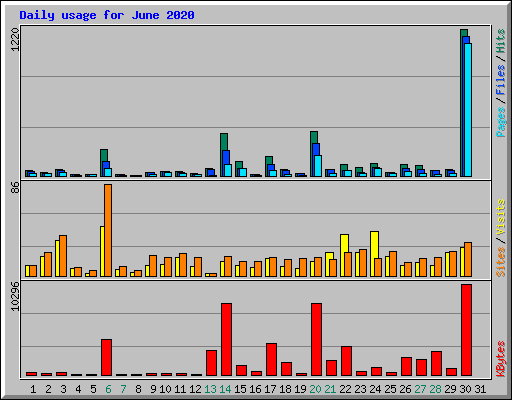 Daily usage for June 2020
1220
Pages / Files / Hits
86
Sites / Visits
10296
KBytes
1 2 3 4 5 6 7 8 9 10 11 12 13 14 15 16 17 18 19 20 21 22 23 24 25 26 27 28 29 30 31